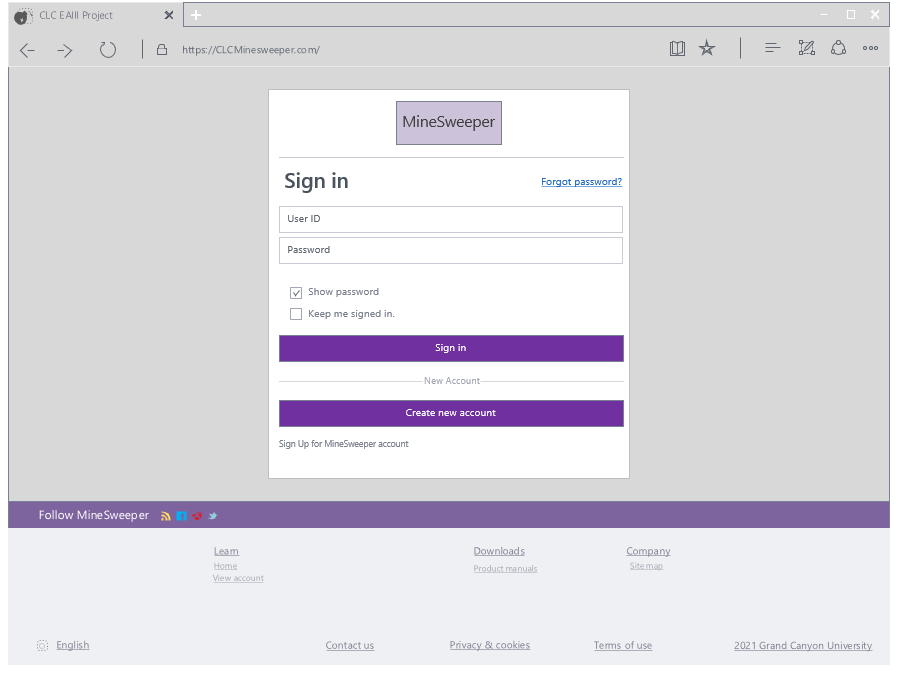 CLC EAIII Project
https://CLCMinesweeper.com/
MineSweeper
Sign in
Forgot password?
User ID
Password
Show password
Keep me signed in.
Sign in
New Account
Create new account
Sign Up for MineSweeper account
Follow MineSweeper
Learn Downloads Company
Home Product manuals Sitemap
View account
English Contact us Privacy & cookies Terms of use 2021 Grand Canyon University